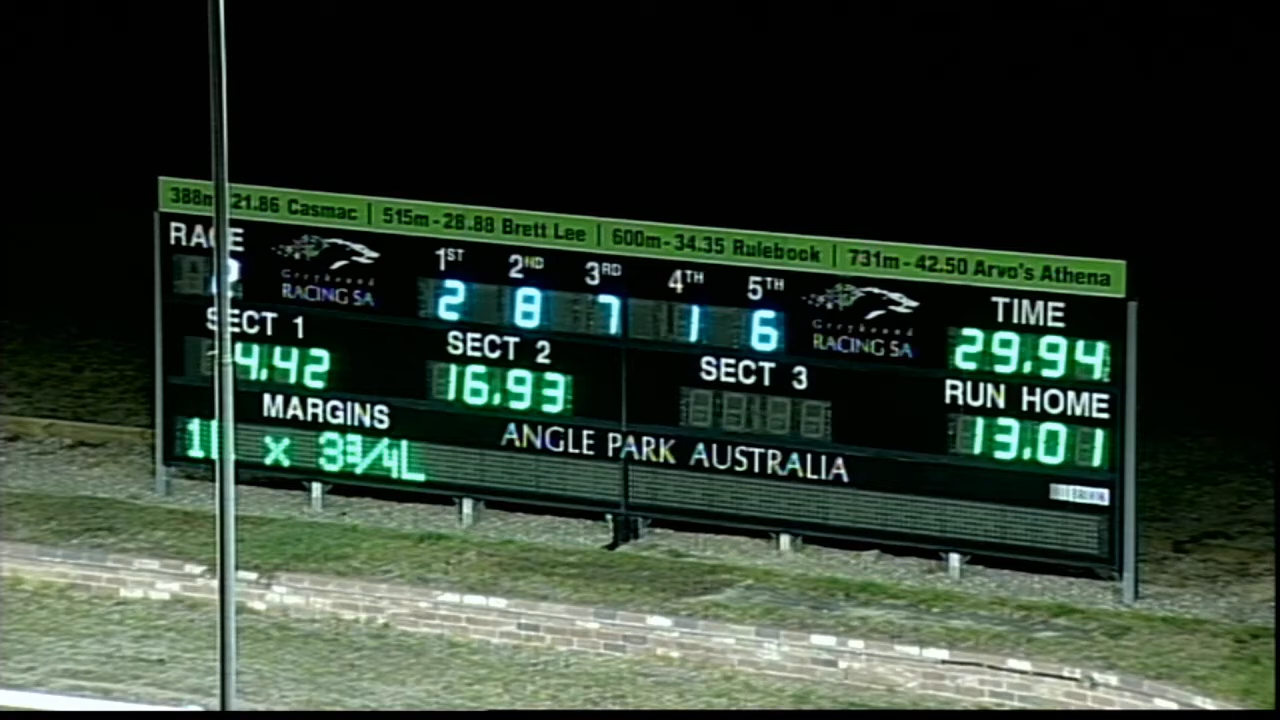 388m 21.86 Casmac | 515m-28.88 Brett Lee | 600m-34.35 Rulebook | 731m-42.50 Arvo's Athena
RACE
Greyhound
RACING SA
1ST 2ND 3RD 4TH 5TH
2 8 7 1 6
Greyhound
RACING SA
TIME
29.94
SECT 1
4.42
SECT 2
16.93
SECT 3
RUN HOME
13.01
MARGINS
x 3¾L
ANGLE PARK AUSTRALIA